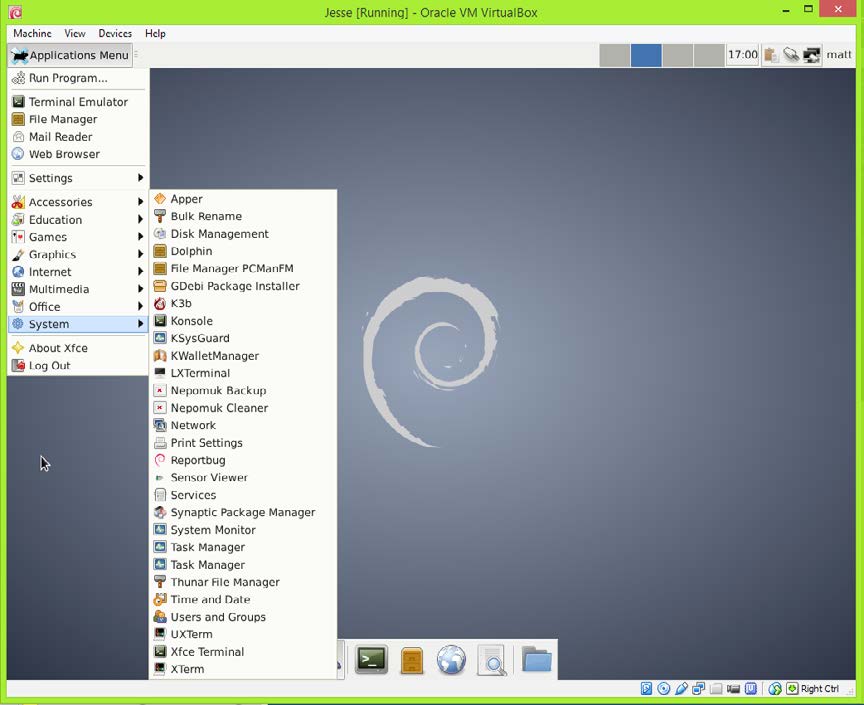 Jesse [Running] - Oracle VM VirtualBox
Machine View Devices Help
Applications Menu
17:00
matt
Run Program...
Terminal Emulator
File Manager
Mail Reader
Web Browser
Settings
Accessories
Education
Games
Graphics
Internet
Multimedia
Office
System
About Xfce
Log Out
Apper
Bulk Rename
Disk Management
Dolphin
File Manager PCManFM
GDebi Package Installer
K3b
Konsole
KSysGuard
KWalletManager
LXTerminal
Nepomuk Backup
Nepomuk Cleaner
Network
Print Settings
Reportbug
Sensor Viewer
Services
Synaptic Package Manager
System Monitor
Task Manager
Task Manager
Thunar File Manager
Time and Date
Users and Groups
UXTerm
Xfce Terminal
XTerm
Right Ctrl